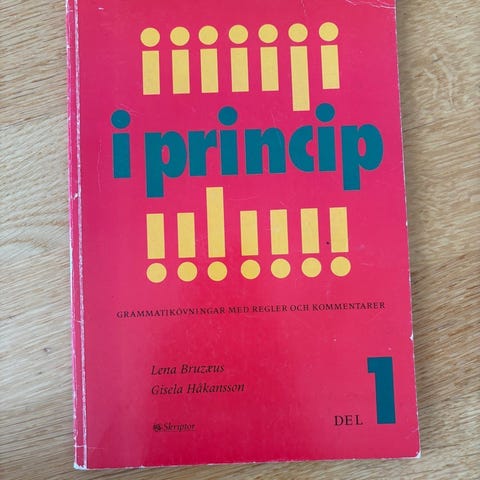 i princip
GRAMMATIKÖVNINGAR MED REGLER OCH KOMMENTARER
Lena Bruzæus
Gisela Håkansson
Skriptor
DEL 1